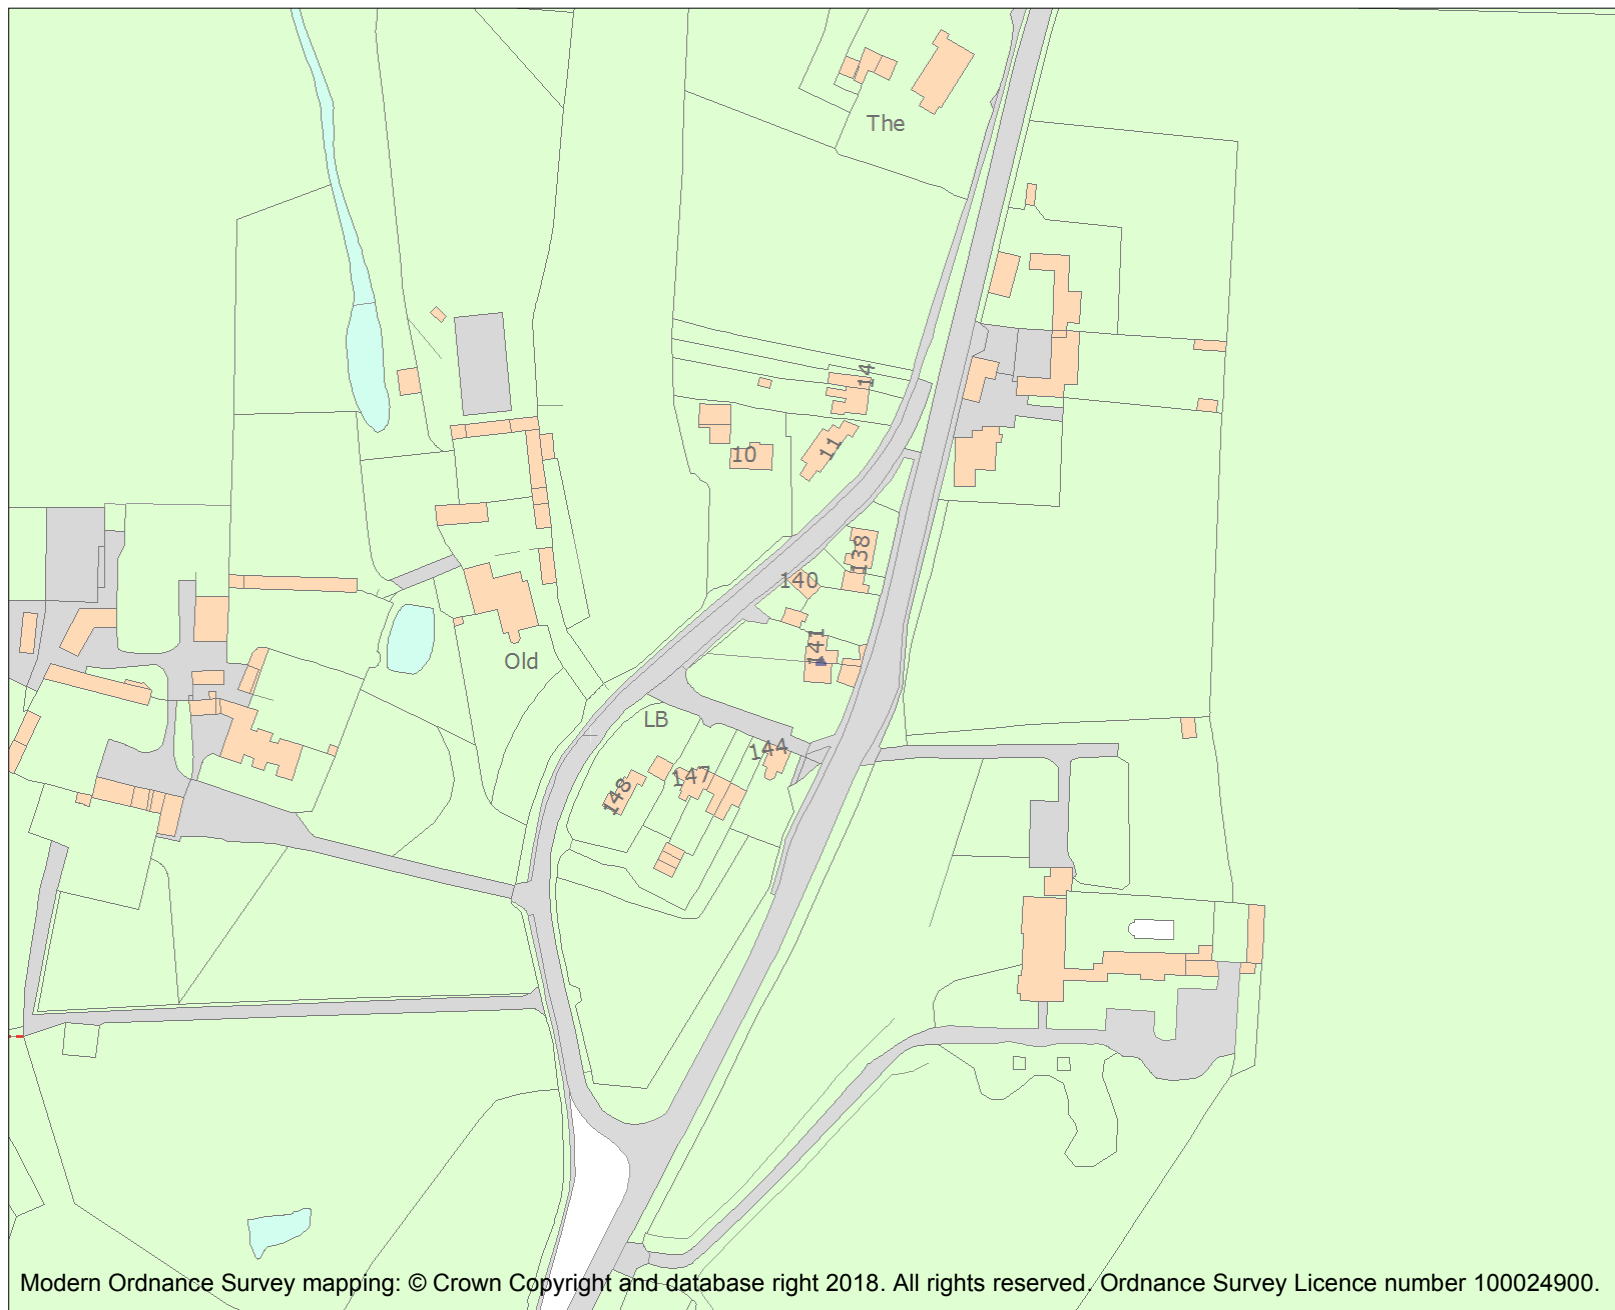 The
14
11
10
138
140
141
Old
LB
144
147
148
Modern Ordnance Survey mapping: © Crown Copyright and database right 2018. All rights reserved. Ordnance Survey Licence number 100024900.